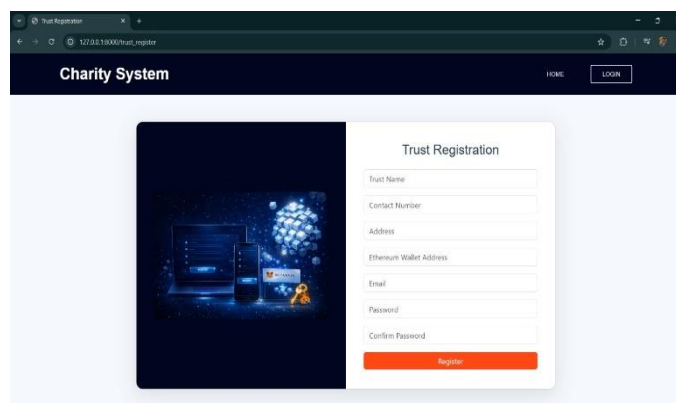 Trust Registration
127.0.0.1:8000/trust_register
Charity System
HOME
LOGIN
Trust Registration
Trust Name
Contact Number
Address
Ethereum Wallet Address
Email
Password
Confirm Password
Register